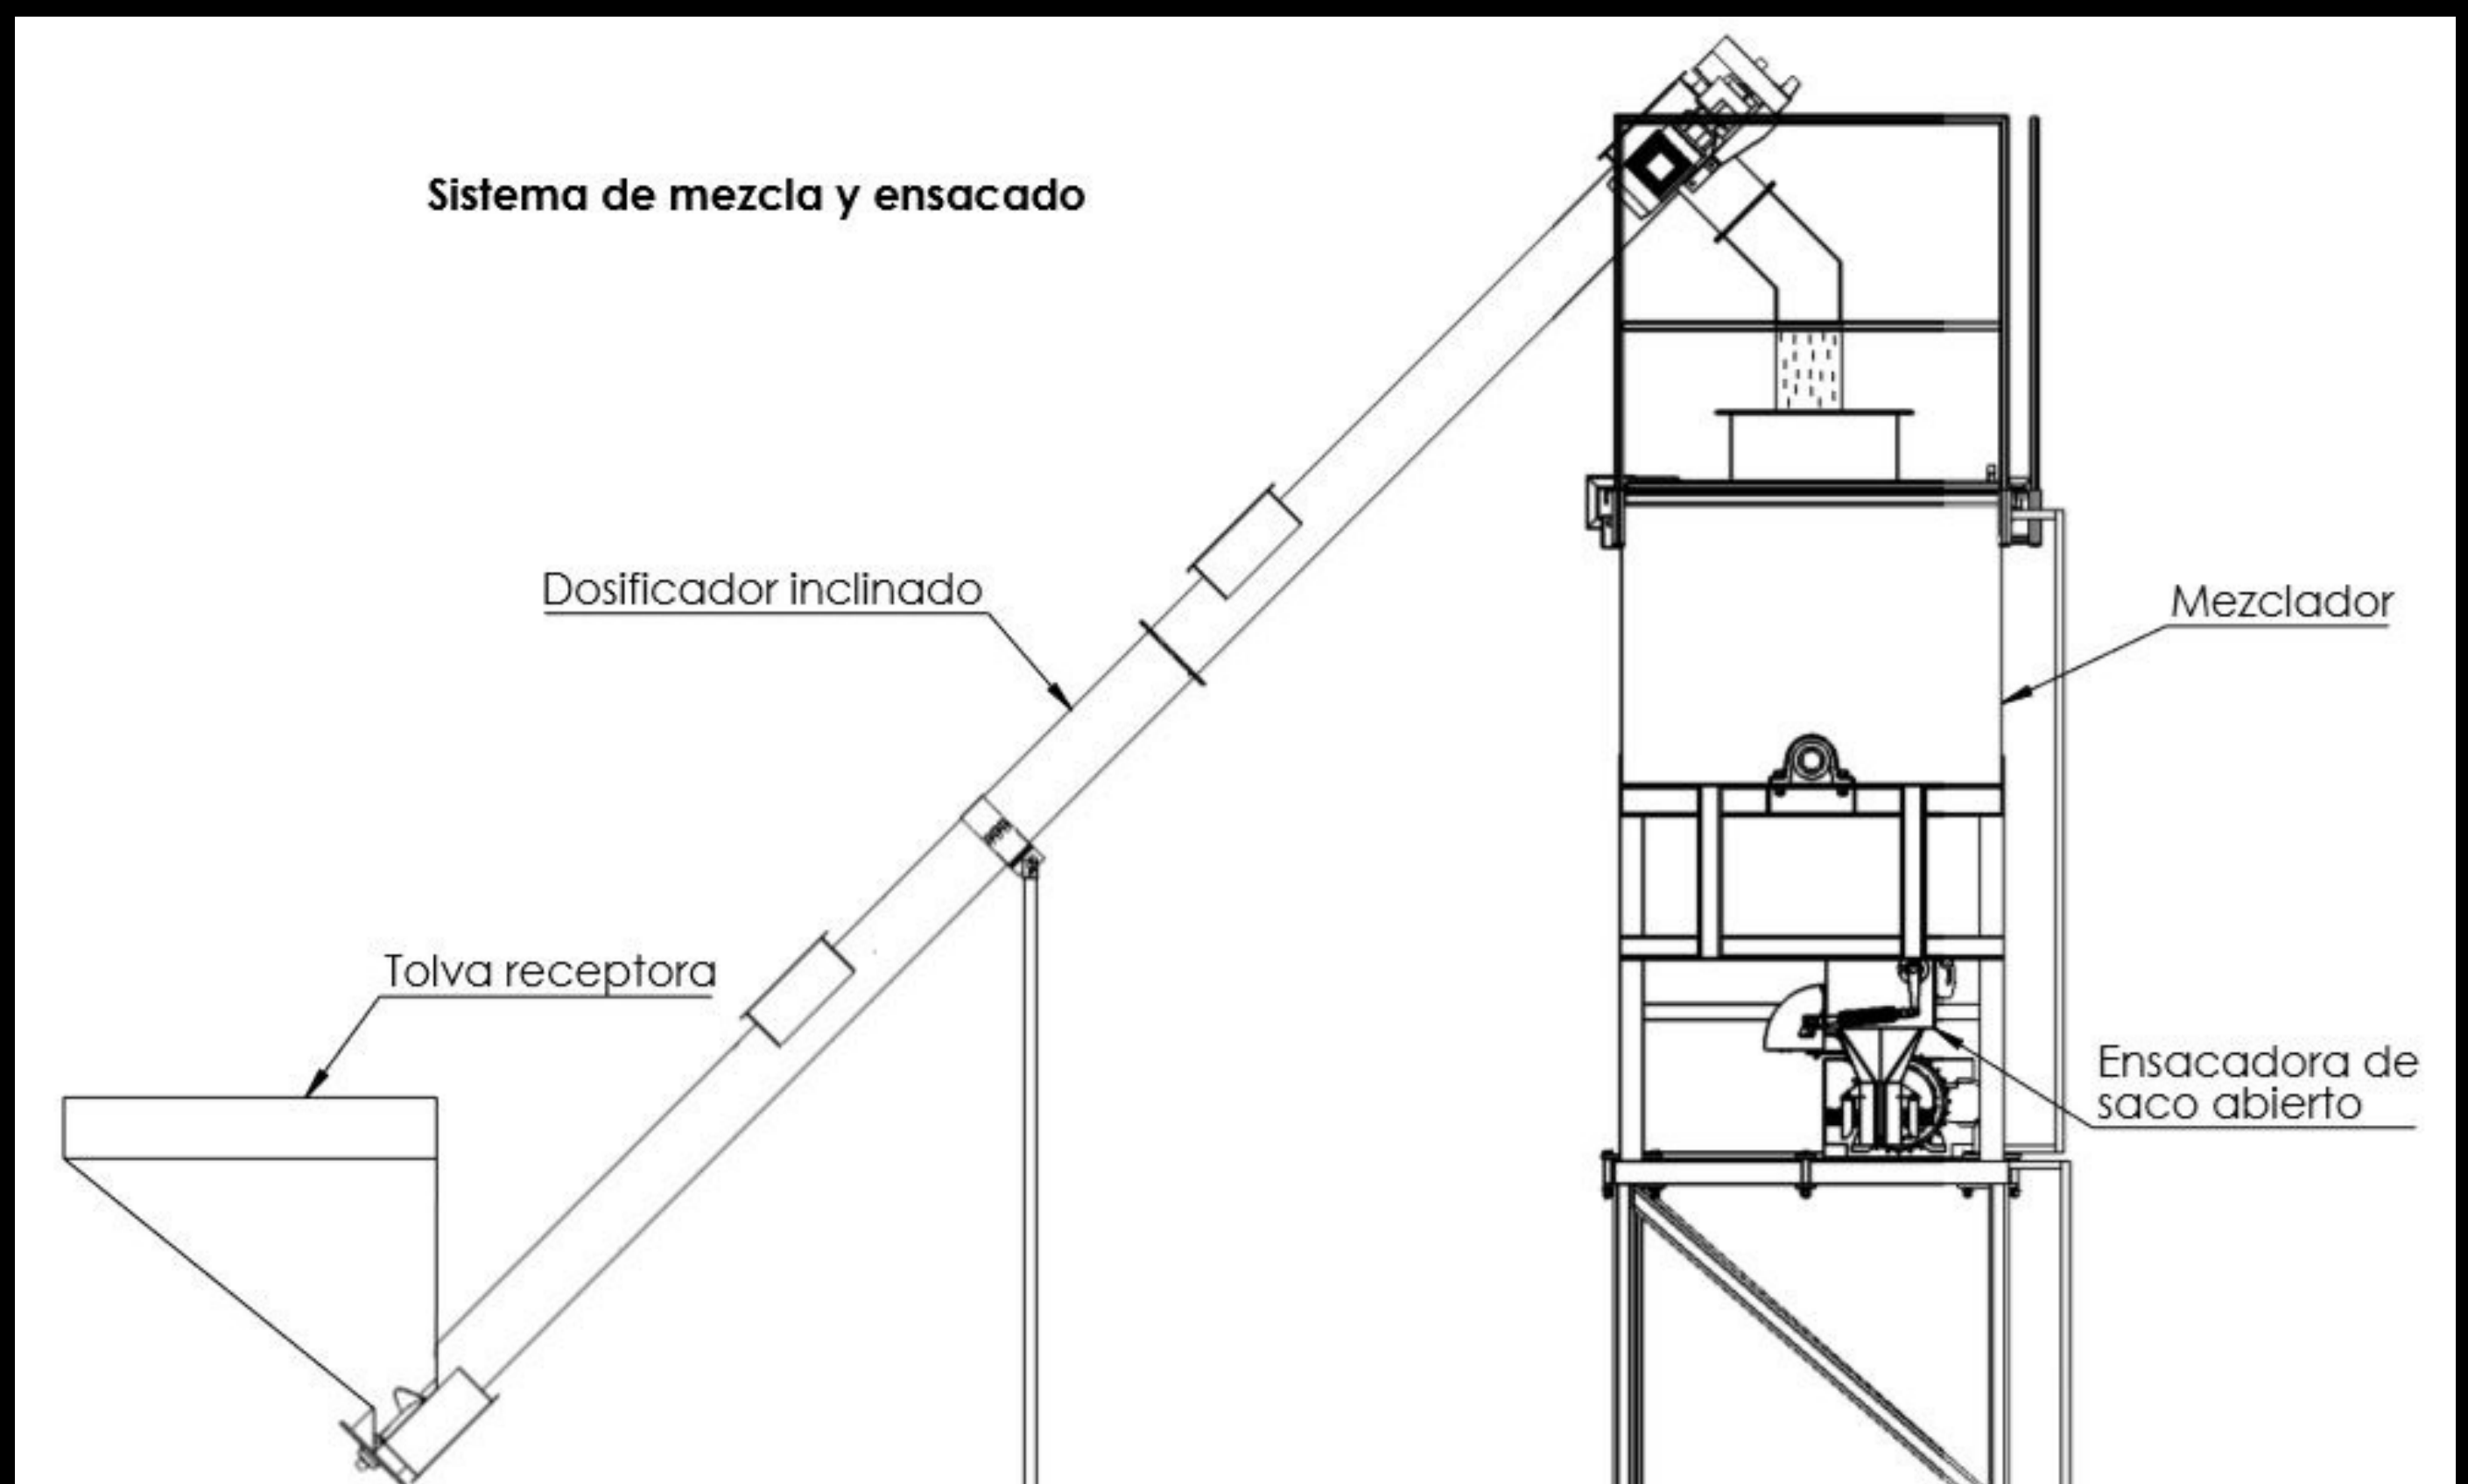 Sistema de mezcla y ensacado
Dosificador inclinado
Mezclador
Tolva receptora
Ensacadora de
saco abierto